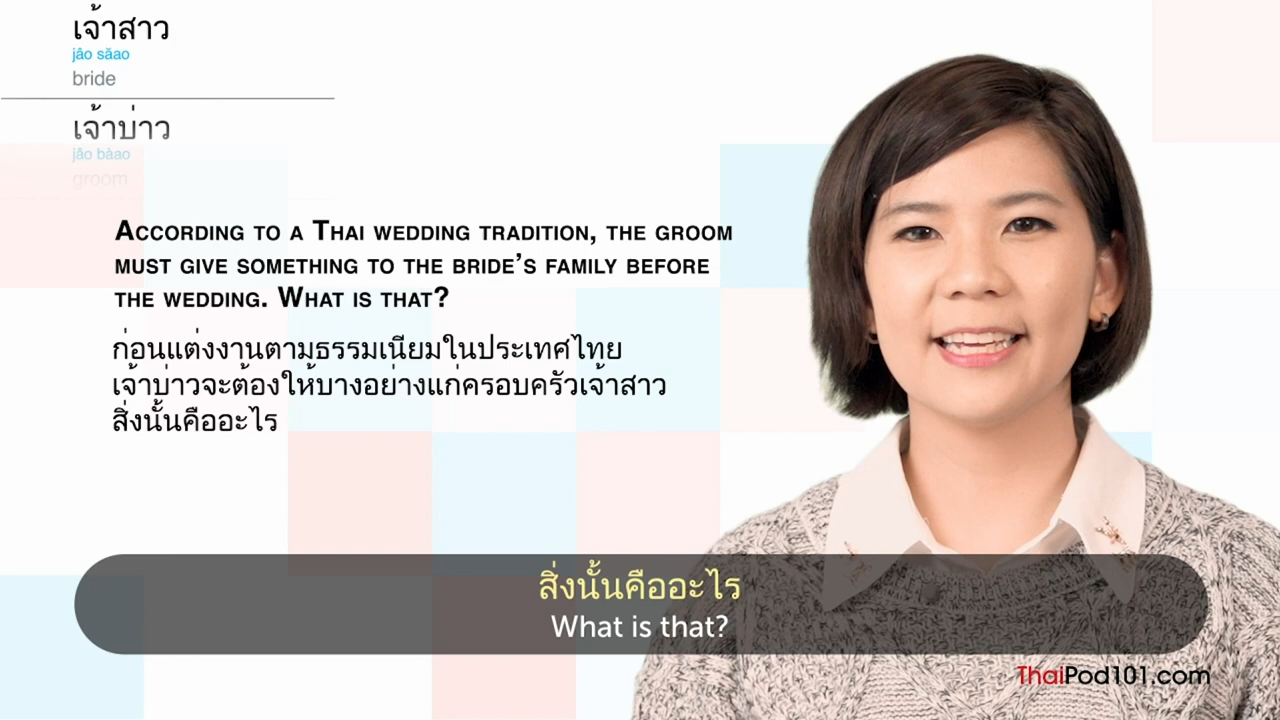 เจ้าสาว
jâo sǎao
bride
เจ้าบ่าว
jâo bàao
groom
According to a Thai wedding tradition, the groom
must give something to the bride's family before
the wedding. What is that?
ก่อนแต่งงานตามธรรมเนียมในประเทศไทย
เจ้าบ่าวจะต้องให้บางอย่างแก่ครอบครัวเจ้าสาว
สิ่งนั้นคืออะไร
สิ่งนั้นคืออะไร
What is that?
ThaiPod101.com